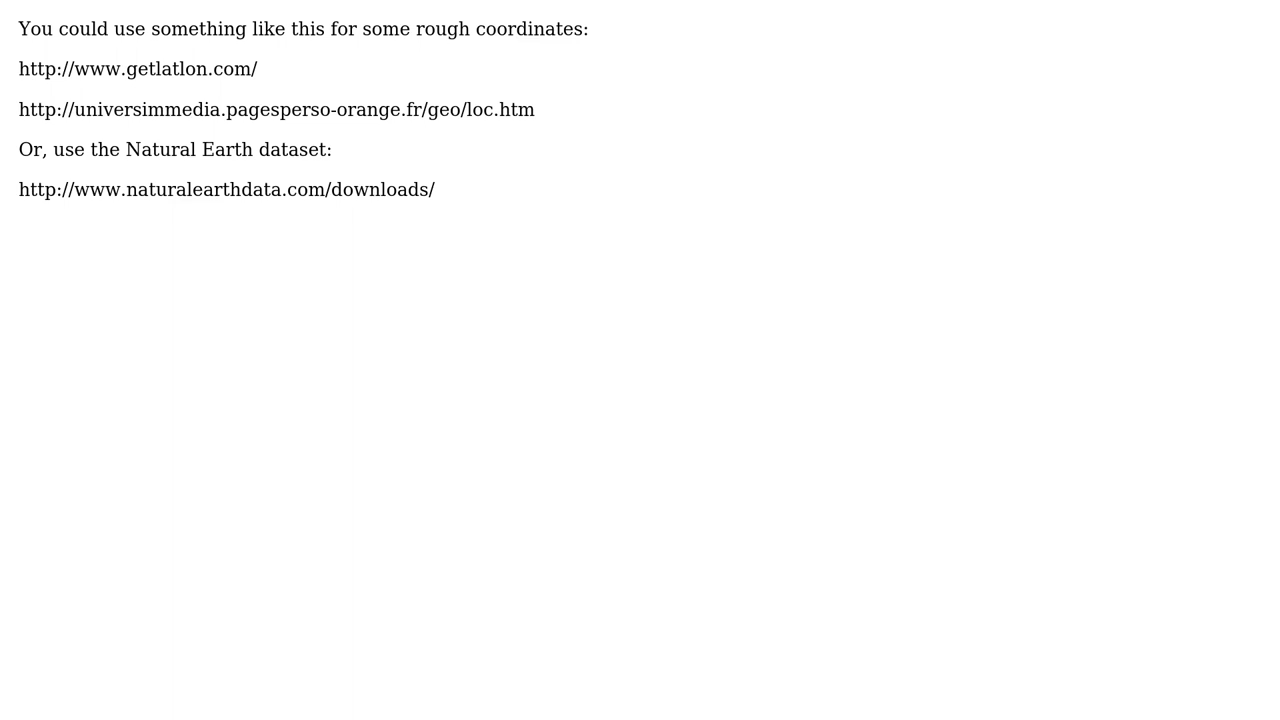 You could use something like this for some rough coordinates:
http://www.getlatlon.com/
http://universimmedia.pagesperso-orange.fr/geo/loc.htm
Or, use the Natural Earth dataset:
http://www.naturalearthdata.com/downloads/